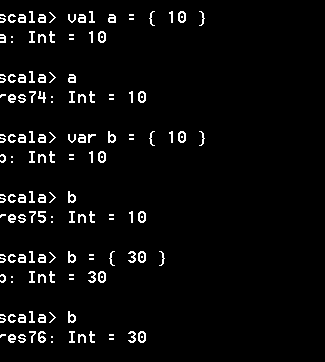 scala> val a = { 10 }
a: Int = 10
scala> a
res74: Int = 10
scala> var b = { 10 }
b: Int = 10
scala> b
res75: Int = 10
scala> b = { 30 }
b: Int = 30
scala> b
res76: Int = 30